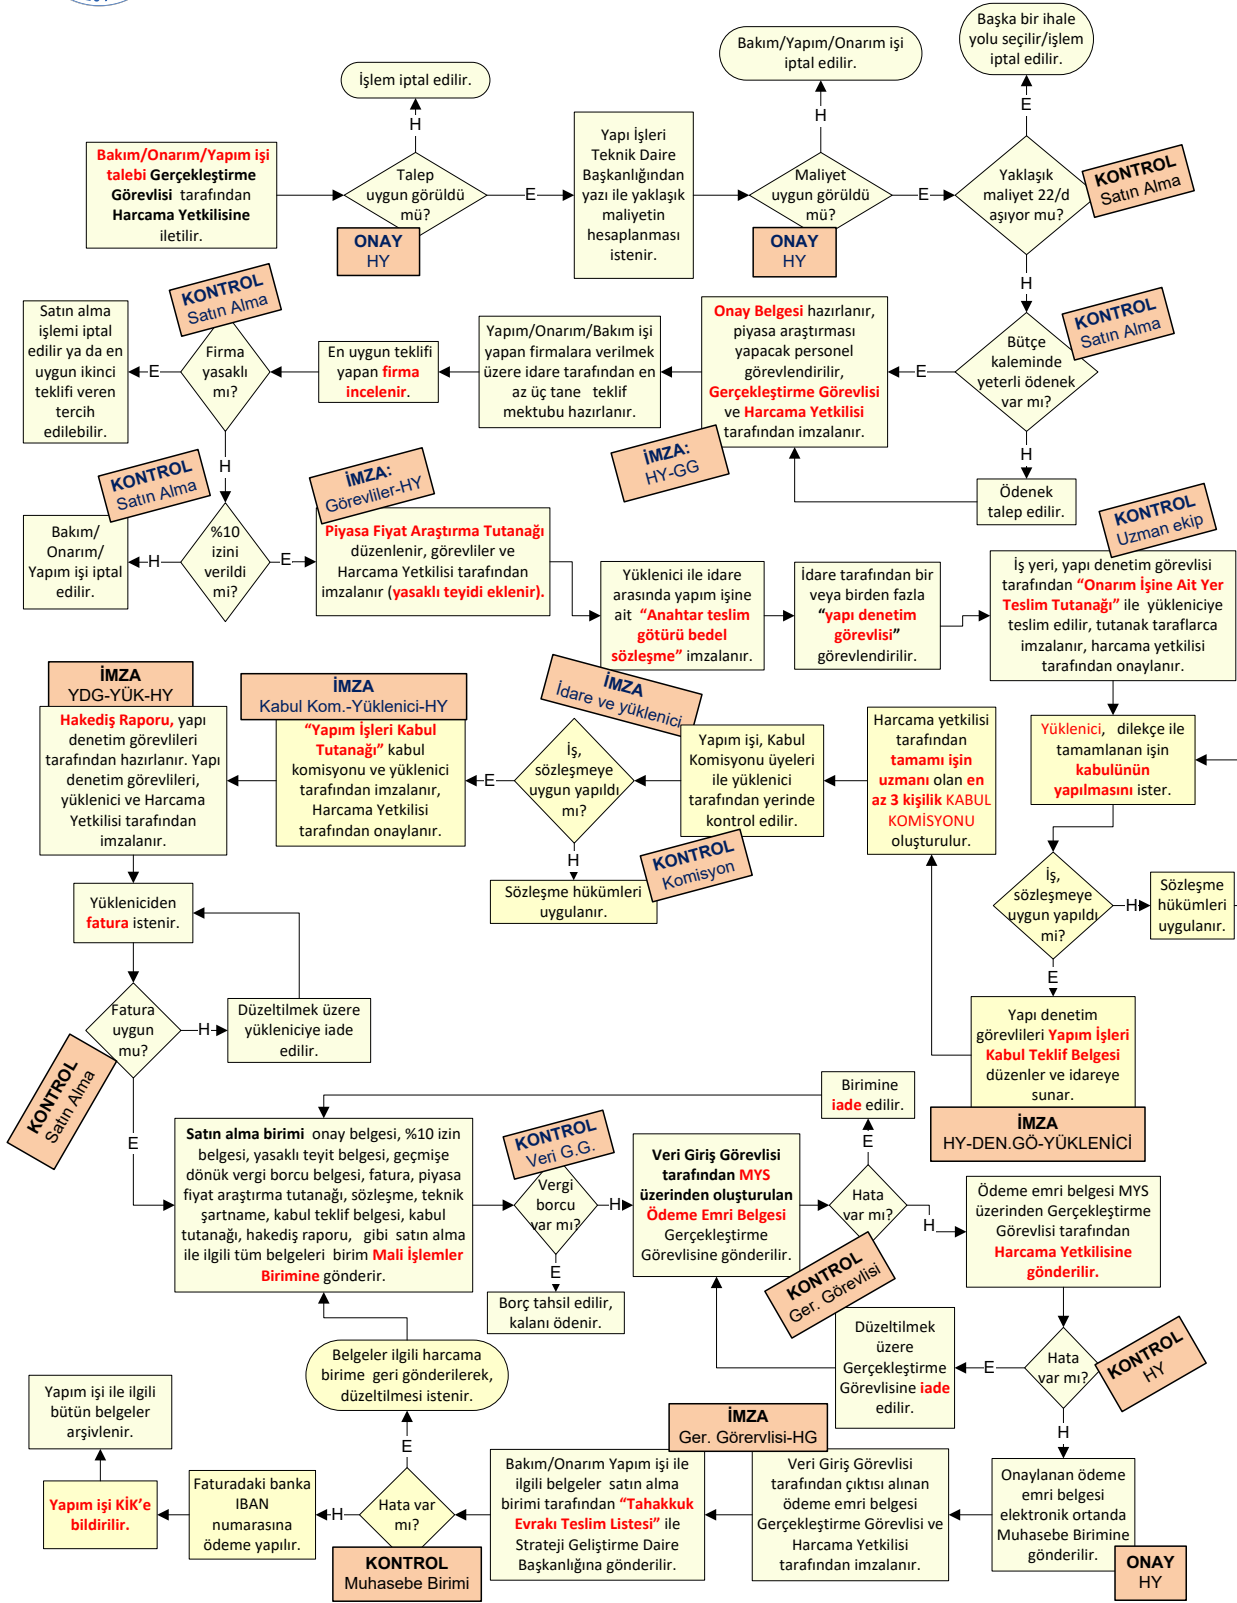 Başka bir ihale
yolu seçilir/işlem
iptal edilir.
Bakım/Yapım/Onarım işi
iptal edilir.
İşlem iptal edilir.
H
H
E
Bakım/Onarım/Yapım işi
talebi Gerçekleştirme
Görevlisi tarafından
Harcama Yetkilisine
iletilir.
Talep
uygun görüldü
mü?
ONAY
HY
E
Yapı İşleri
Teknik Daire
Başkanlığından
yazı ile yaklaşık
maliyetin
hesaplanması
istenir.
Maliyet
uygun görüldü
mü?
ONAY
HY
E
Yaklaşık
maliyet 22/d
aşıyor mu?
KONTROL
Satın Alma
H
Bütçe
kaleminde
yeterli ödenek
var mı?
KONTROL
Satın Alma
E
H
Ödenek
talep edilir.
Onay Belgesi hazırlanır,
piyasa araştırması
yapacak personel
görevlendirilir,
Gerçekleştirme Görevlisi
ve Harcama Yetkilisi
tarafından imzalanır.
İMZA:
HY-GG
Yapım/Onarım/Bakım işi
yapan firmalara verilmek
üzere idare tarafından en
az üç tane teklif
mektubu hazırlanır.
En uygun teklifi
yapan firma
incelenir.
KONTROL
Satın Alma
Firma
yasaklı
mı?
E
Satın alma
işlemi iptal
edilir ya da en
uygun ikinci
teklifi veren
tercih
edilebilir.
H
KONTROL
Satın Alma
%10
izini
verildi
mi?
H
Bakım/
Onarım/
Yapım işi iptal
edilir.
E
İMZA:
Görevliler-HY
Piyasa Fiyat Araştırma Tutanağı
düzenlenir, görevliler ve
Harcama Yetkilisi tarafından
imzalanır (yasaklı teyidi eklenir).
Yüklenici ile idare
arasında yapım işine
ait “Anahtar teslim
götürü bedel
sözleşme” imzalanır.
İdare tarafından bir
veya birden fazla
“yapı denetim
görevlisi”
görevlendirilir.
KONTROL
Uzman ekip
İş yeri, yapı denetim görevlisi
tarafından “Onarım İşine Ait Yer
Teslim Tutanağı” ile yükleniciye
teslim edilir, tutanak taraflarca
imzalanır, harcama yetkilisi
tarafından onaylanır.
Yüklenici, dilekçe ile
tamamlanan işin
kabulünün
yapılmasını ister.
İş,
sözleşmeye
uygun yapıldı
mi?
H
Sözleşme
hükümleri
uygulanır.
E
Yapı denetim
görevlileri Yapım İşleri
Kabul Teklif Belgesi
düzenler ve idareye
sunar.
İMZA
HY-DEN.GÖ-YÜKLENİCİ
Harcama yetkilisi
tarafından
tamamı işin
uzmanı olan en
az 3 kişilik KABUL
KOMİSYONU
oluşturulur.
İMZA
İdare ve yüklenici
Yapım işi, Kabul
Komisyonu üyeleri
ile yüklenici
tarafından yerinde
kontrol edilir.
KONTROL
Komisyon
İş,
sözleşmeye
uygun yapıldı
mı?
H
Sözleşme hükümleri
uygulanır.
E
İMZA
Kabul Kom.-Yüklenici-HY
“Yapım İşleri Kabul
Tutanağı” kabul
komisyonu ve yüklenici
tarafından imzalanır,
Harcama Yetkilisi
tarafından onaylanır.
İMZA
YDG-YÜK-HY
Hakediş Raporu, yapı
denetim görevlileri
tarafından hazırlanır. Yapı
denetim görevlileri,
yüklenici ve Harcama
Yetkilisi tarafından
imzalanır.
Yükleniciden
fatura istenir.
Fatura
uygun
mu?
KONTROL
Satın Alma
H
Düzeltilmek üzere
yükleniciye iade
edilir.
E
Satın alma birimi onay belgesi, %10 izin
belgesi, yasaklı teyit belgesi, geçmişe
dönük vergi borcu belgesi, fatura, piyasa
fiyat araştırma tutanağı, sözleşme, teknik
şartname, kabul teklif belgesi, kabul
tutanağı, hakediş raporu, gibi satın alma
ile ilgili tüm belgeleri birim Mali İşlemler
Birimine gönderir.
KONTROL
Veri G.G.
Vergi
borcu
var mı?
H
E
Borç tahsil edilir,
kalanı ödenir.
Veri Giriş Görevlisi
tarafından MYS
üzerinden oluşturulan
Ödeme Emri Belgesi
Gerçekleştirme
Görevlisine gönderilir.
Birimine
iade edilir.
E
Hata
var mı?
KONTROL
Ger. Görevlisi
H
Ödeme emri belgesi MYS
üzerinden Gerçekleştirme
Görevlisi tarafından
Harcama Yetkilisine
gönderilir.
Hata
var mı?
KONTROL
HY
E
Düzeltilmek
üzere
Gerçekleştirme
Görevlisine iade
edilir.
H
Onaylanan ödeme
emri belgesi
elektronik ortanda
Muhasebe Birimine
gönderilir.
ONAY
HY
İMZA
Ger. Görervlisi-HG
Veri Giriş Görevlisi
tarafından çıktısı alınan
ödeme emri belgesi
Gerçekleştirme Görevlisi ve
Harcama Yetkilisi
tarafından imzalanır.
Bakım/Onarım Yapım işi ile
ilgili belgeler satın alma
birimi tarafından “Tahakkuk
Evrakı Teslim Listesi” ile
Strateji Geliştirme Daire
Başkanlığına gönderilir.
Hata var
mı?
KONTROL
Muhasebe Birimi
E
Belgeler ilgili harcama
birime geri gönderilerek,
düzeltilmesi istenir.
H
Faturadaki banka
IBAN
numarasına
ödeme yapılır.
Yapım işi KİK’e
bildirilir.
Yapım işi ile ilgili
bütün belgeler
arşivlenir.